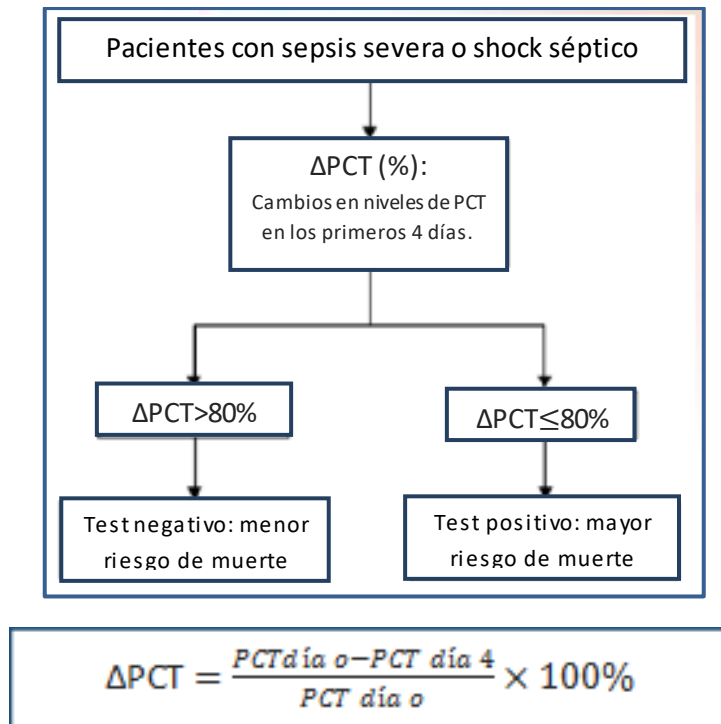 Pacientes con sepsis severa o shock séptico
ΔPCT (%):
Cambios en niveles de PCT
en los primeros 4 días.
ΔPCT>80%
ΔPCT≤80%
Test negativo: menor
riesgo de muerte
Test positivo: mayor
riesgo de muerte
ΔPCT = PCTdía o−PCT día 4 / PCT día o × 100%